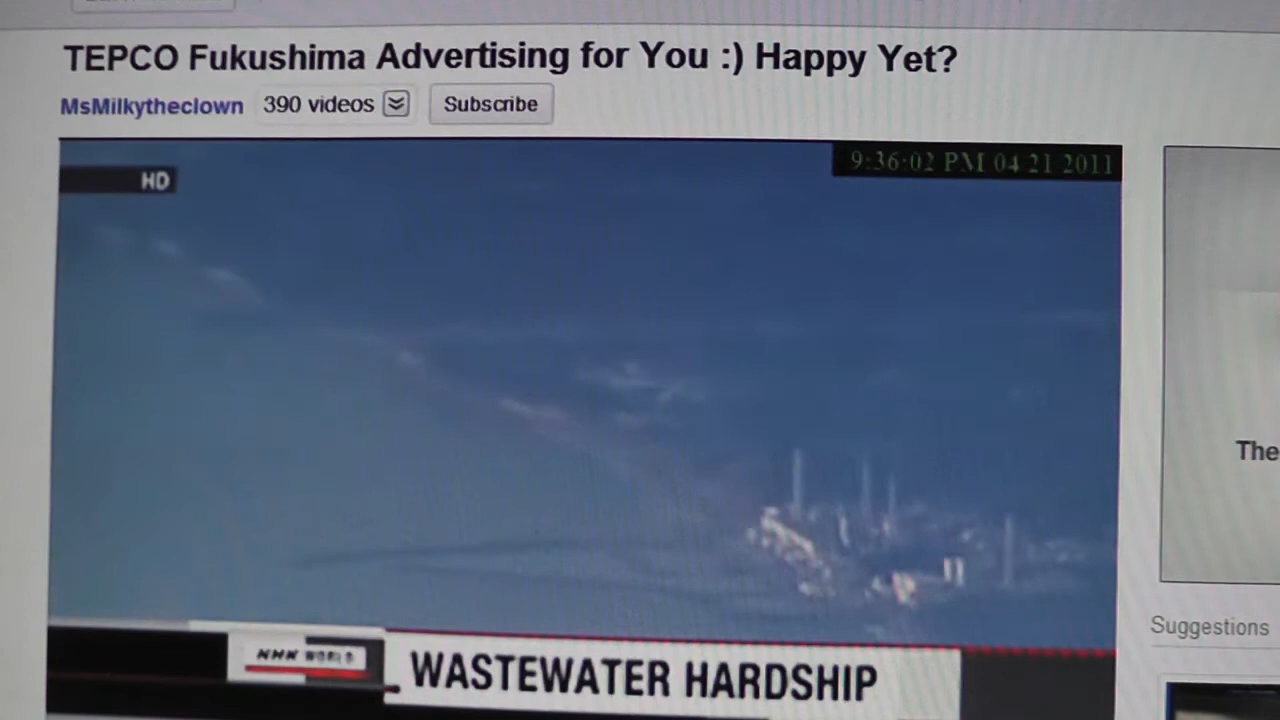 TEPCO Fukushima Advertising for You :) Happy Yet?
MsMilkytheclown 390 videos Subscribe
9:36:02 PM 04 21 2011
HD
The
Suggestions
NHK WORLD
WASTEWATER HARDSHIP